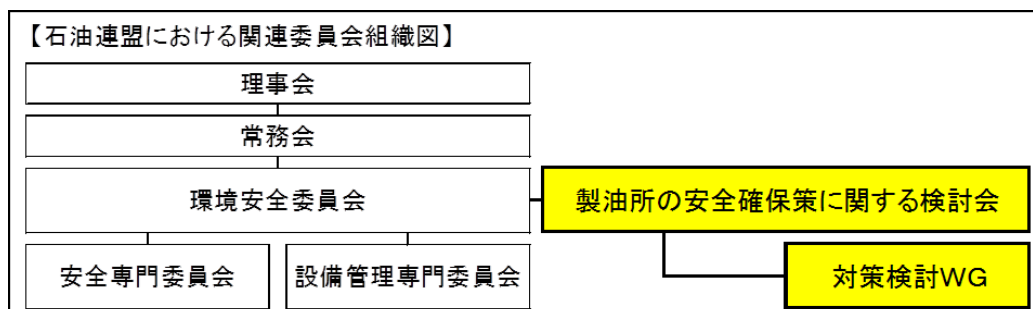 【石油連盟における関連委員会組織図】
理事会
常務会
環境安全委員会
製油所の安全確保策に関する検討会
安全専門委員会
設備管理専門委員会
対策検討WG